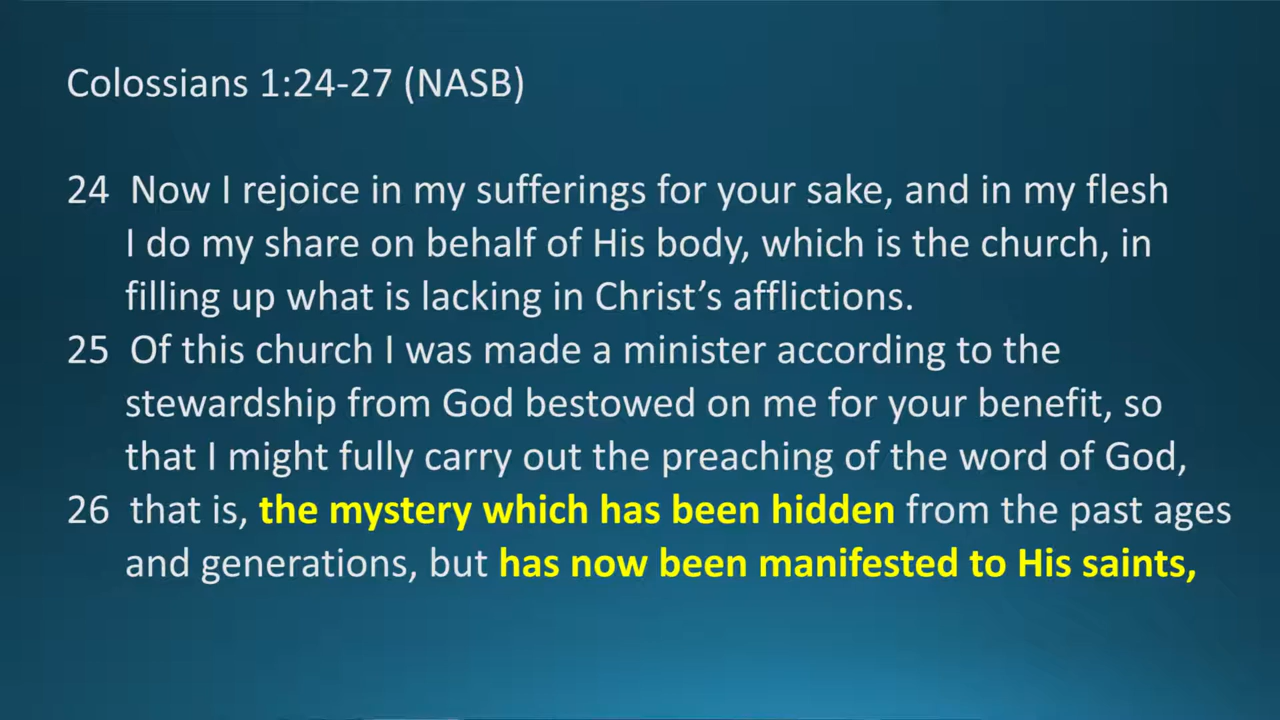 Colossians 1:24-27 (NASB)
24 Now I rejoice in my sufferings for your sake, and in my flesh
I do my share on behalf of His body, which is the church, in
filling up what is lacking in Christ’s afflictions.
25 Of this church I was made a minister according to the
stewardship from God bestowed on me for your benefit, so
that I might fully carry out the preaching of the word of God,
26 that is, the mystery which has been hidden from the past ages
and generations, but has now been manifested to His saints,